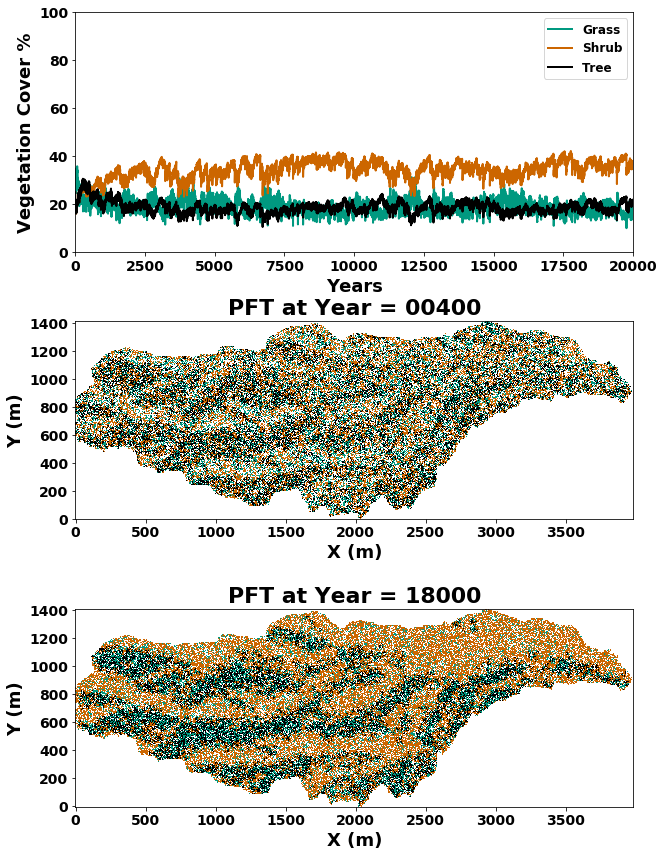 100
80
60
40
20
0
Vegetation Cover %
Grass
Shrub
Tree
0 2500 5000 7500 10000 12500 15000 17500 20000
Years
PFT at Year = 00400
1400
1200
1000
800
600
400
200
0
Y (m)
0 500 1000 1500 2000 2500 3000 3500
X (m)
PFT at Year = 18000
1400
1200
1000
800
600
400
200
0
Y (m)
0 500 1000 1500 2000 2500 3000 3500
X (m)